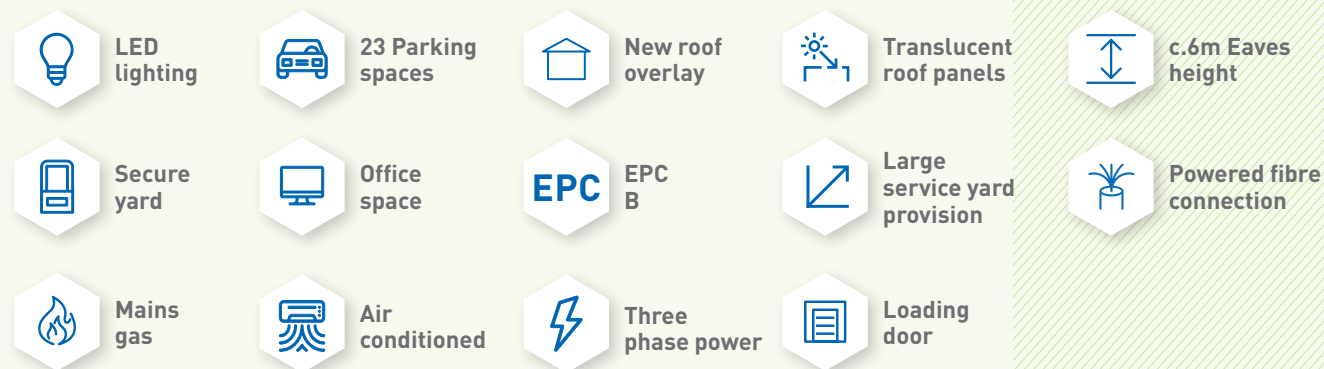 LED
lighting
23 Parking
spaces
New roof
overlay
Translucent
roof panels
c.6m Eaves
height
Secure
yard
Office
space
EPC
EPC
B
Large
service yard
provision
Powered fibre
connection
Mains
gas
Air
conditioned
Three
phase power
Loading
door